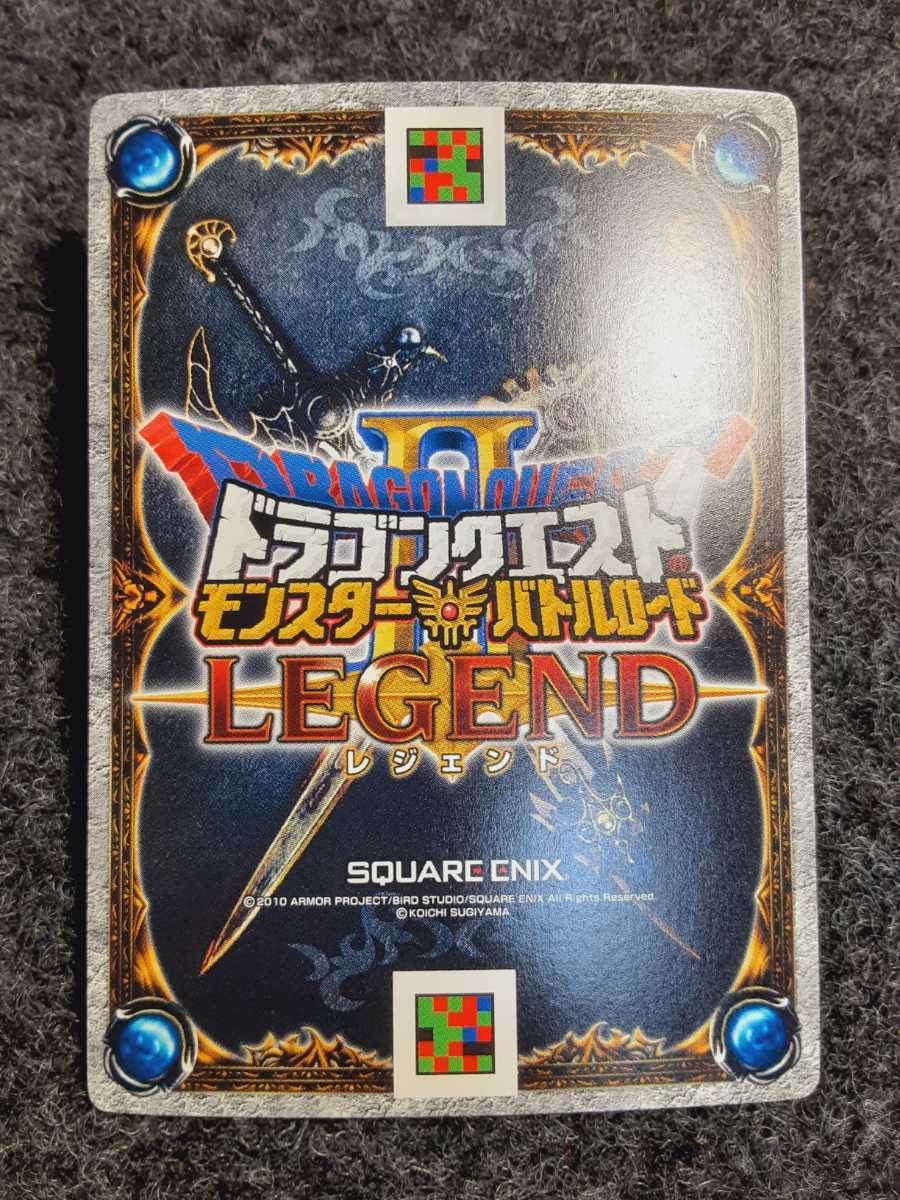 DRAGON QUEST
II
ドラゴンクエスト®
モンスター バトルロード
LEGEND
レジェンド
SQUARE ENIX
©2010 ARMOR PROJECT/BIRD STUDIO/SQUARE ENIX All Rights Reserved.
©KOICHI SUGIYAMA